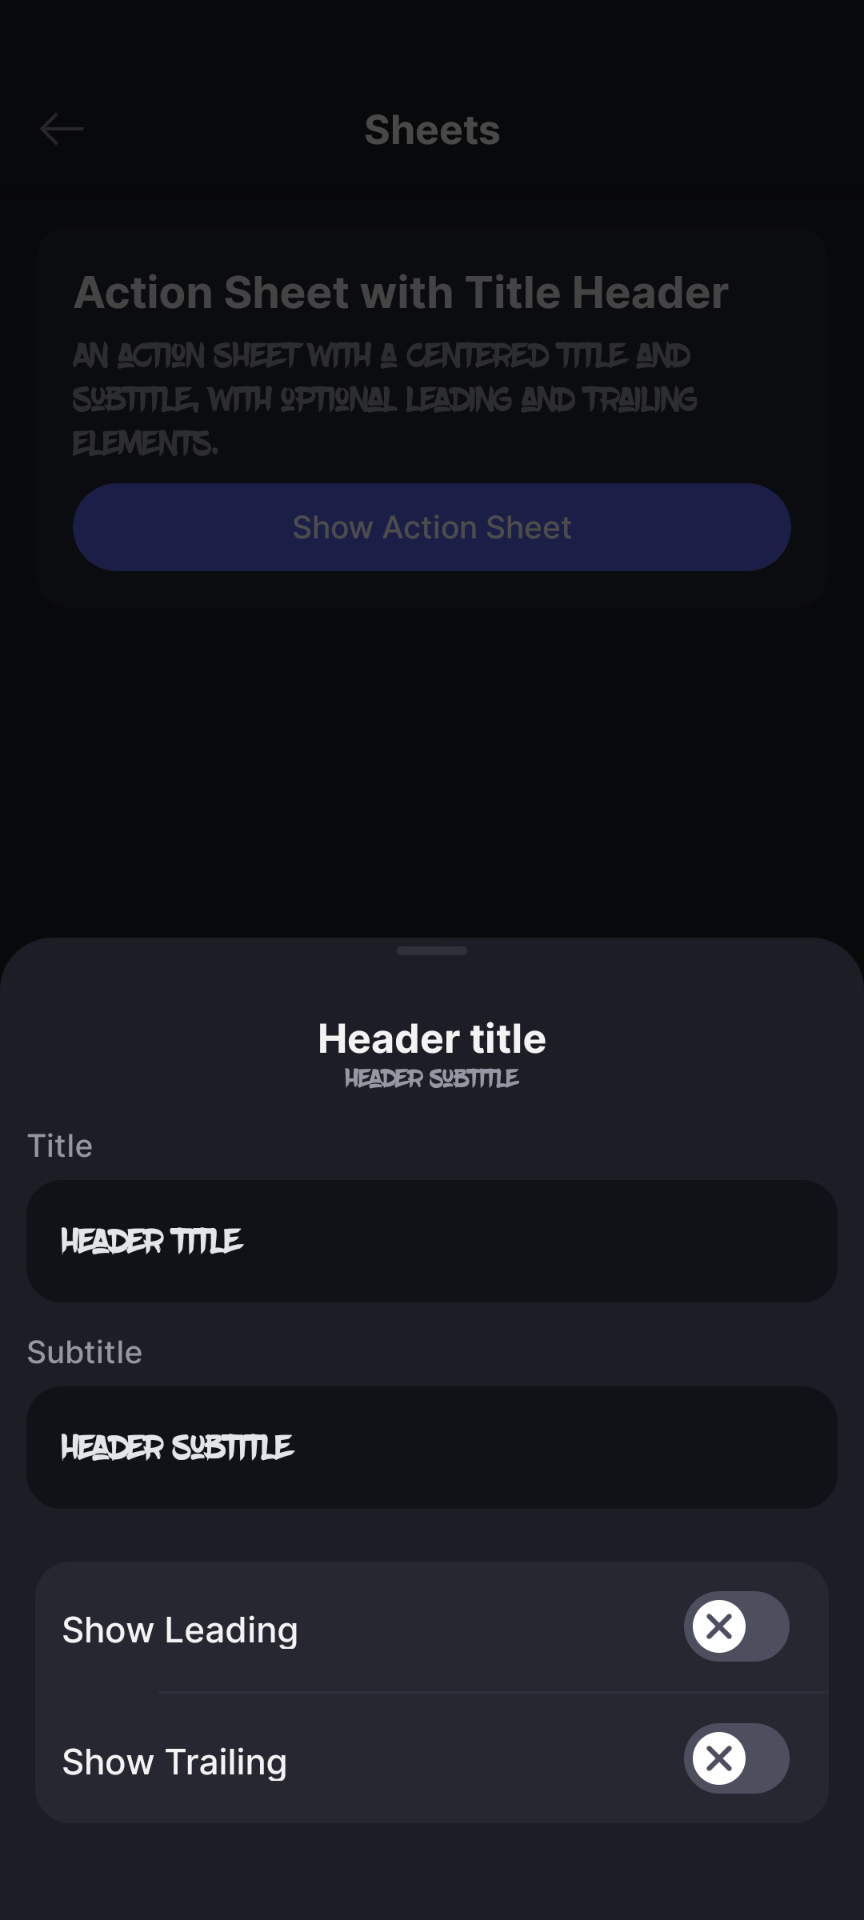 Sheets
Action Sheet with Title Header
AN ACTION SHEET WITH A CENTERED TITLE AND
SUBTITLE, WITH OPTIONAL LEADING AND TRAILING
ELEMENTS.
Show Action Sheet
Header title
HEADER SUBTITLE
Title
HEADER TITLE
Subtitle
HEADER SUBTITLE
Show Leading
Show Trailing